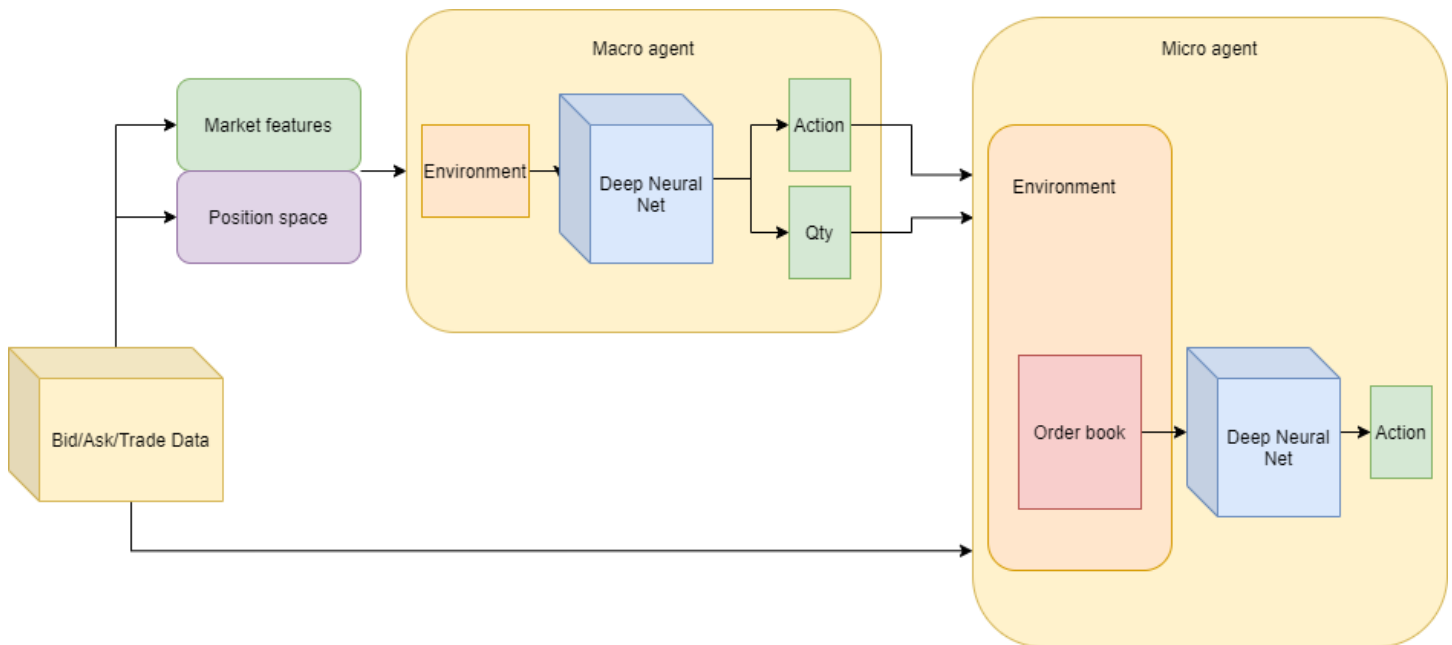 Macro agent
Micro agent
Market features
Action
Environment
Deep Neural
Net
Environment
Position space
Qty
Bid/Ask/Trade Data
Order book
Deep Neural
Net
Action